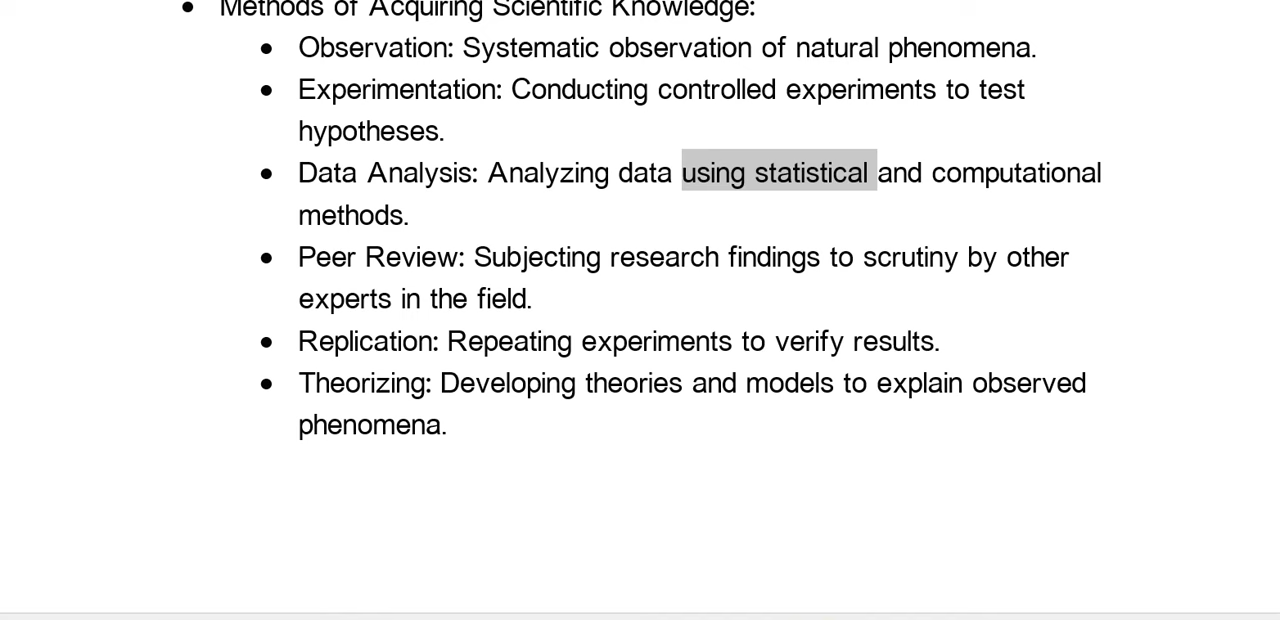 • Methods of Acquiring Scientific Knowledge:
• Observation: Systematic observation of natural phenomena.
• Experimentation: Conducting controlled experiments to test
hypotheses.
• Data Analysis: Analyzing data using statistical and computational
methods.
• Peer Review: Subjecting research findings to scrutiny by other
experts in the field.
• Replication: Repeating experiments to verify results.
• Theorizing: Developing theories and models to explain observed
phenomena.